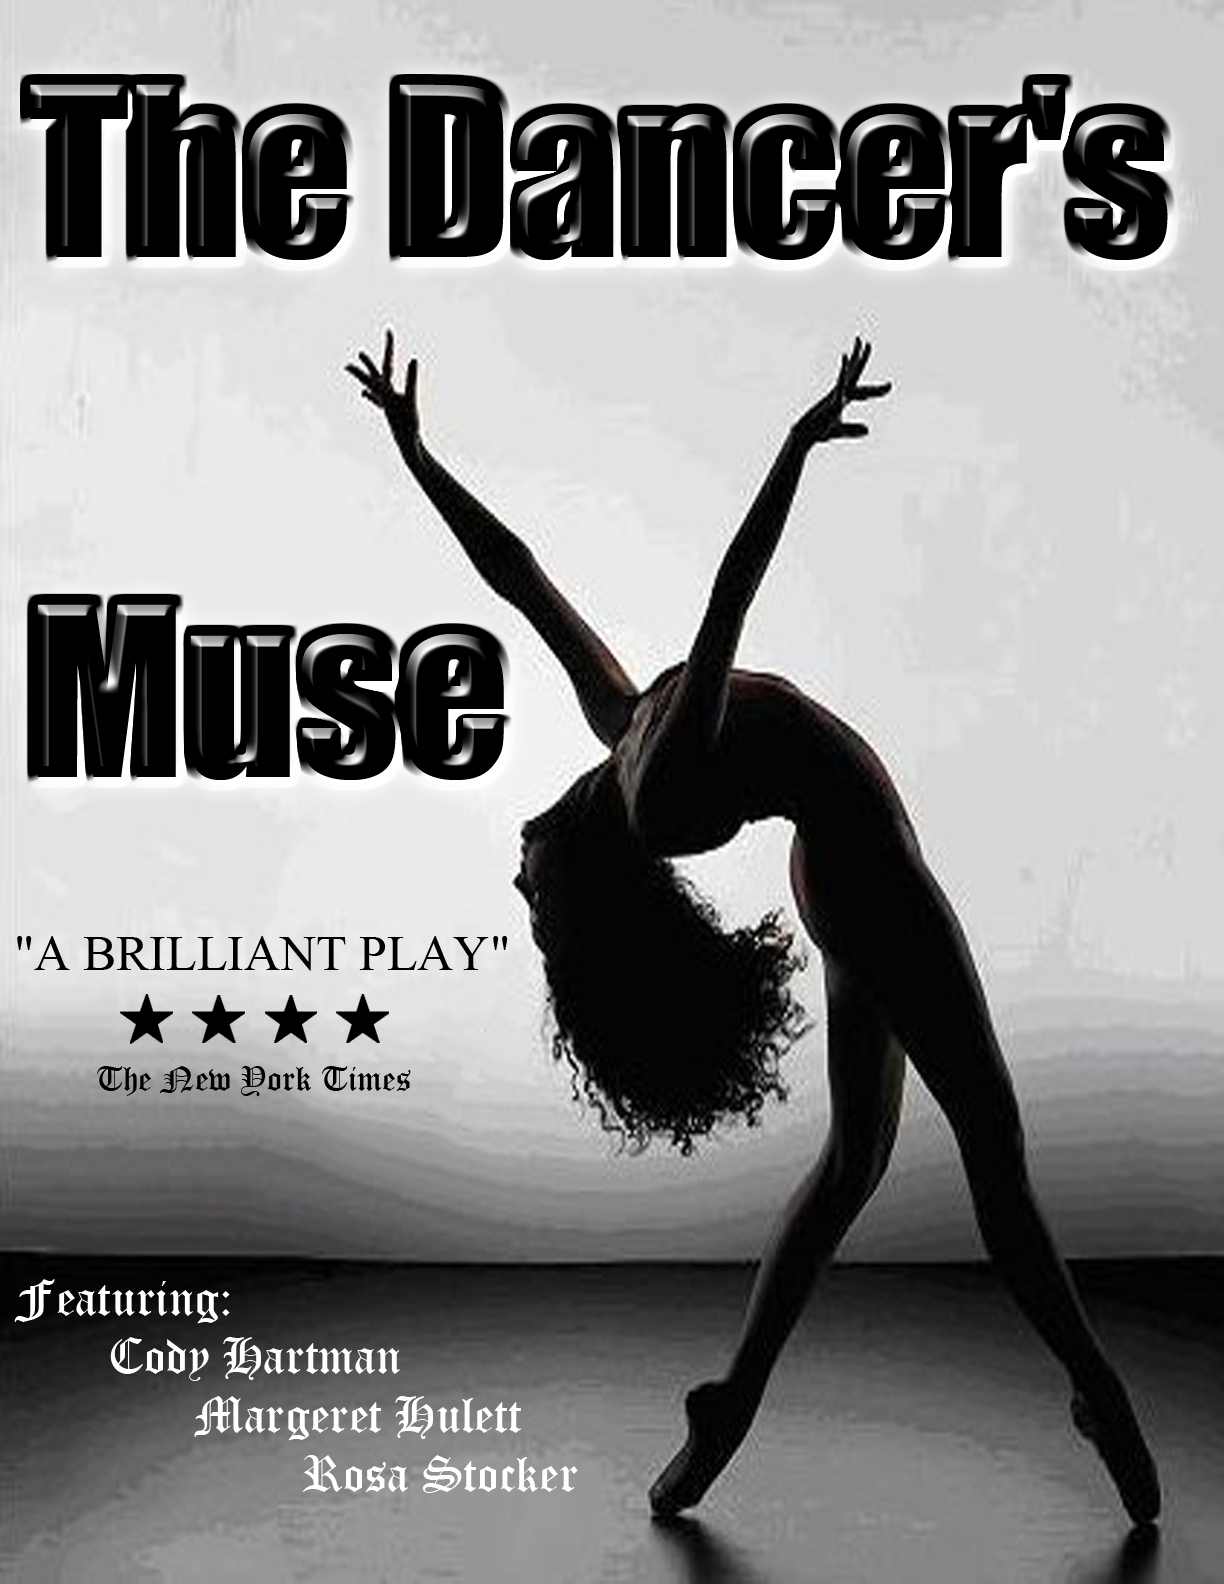 The Dancer's
Muse
"A BRILLIANT PLAY"
★ ★ ★ ★
The New York Times
Featuring:
Cody Hartman
Margeret Hulett
Rosa Stocker